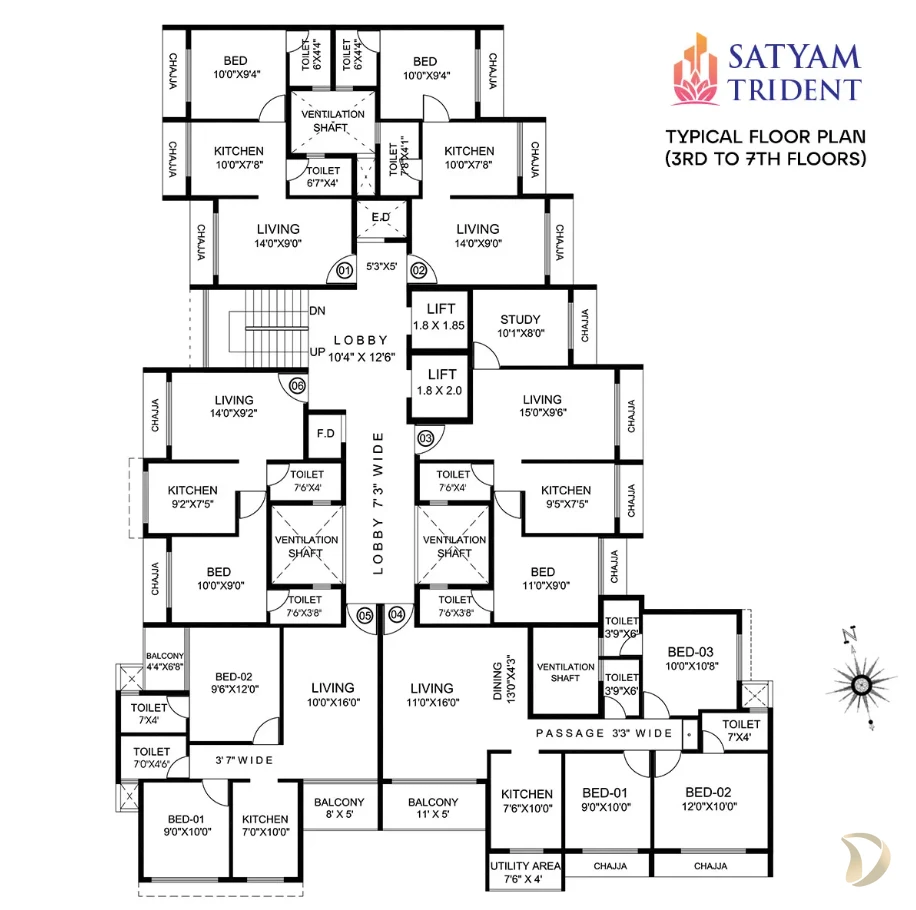 SATYAM
TRIDENT
TYPICAL FLOOR PLAN
(3RD TO 7TH FLOORS)
CHAJJA
BED
10'0"X9'4"
TOILET
6'X4'4"
TOILET
6'X4'4"
BED
10'0"X9'4"
CHAJJA
VENTILATION
SHAFT
CHAJJA
KITCHEN
10'0"X7'8"
TOILET
6'7"X4'
TOILET
7'8"X4'1"
KITCHEN
10'0"X7'8"
CHAJJA
CHAJJA
LIVING
14'0"X9'0"
E.D
LIVING
14'0"X9'0"
CHAJJA
01
5'3"X5'
02
DN
UP
LOBBY
10'4" X 12'6"
LIFT
1.8 X 1.85
STUDY
10'1"X8'0"
CHAJJA
LIFT
1.8 X 2.0
06
CHAJJA
LIVING
14'0"X9'2"
F.D
LOBBY 7' 3" WIDE
03
LIVING
15'0"X9'6"
CHAJJA
KITCHEN
9'2"X7'5"
TOILET
7'6"X4'
TOILET
7'6"X4'
KITCHEN
9'5"X7'5"
CHAJJA
VENTILATION
SHAFT
VENTILATION
SHAFT
CHAJJA
BED
10'0"X9'0"
BED
11'0"X9'0"
CHAJJA
TOILET
7'6"X3'8"
TOILET
7'6"X3'8"
05
04
BALCONY
4'4"X6'8"
BED-02
9'6"X12'0"
LIVING
10'0"X16'0"
LIVING
11'0"X16'0"
DINING
13'0"X4'3"
VENTILATION
SHAFT
TOILET
3'9"X6'
TOILET
3'9"X6'
BED-03
10'0"X10'8"
TOILET
7'X4'
TOILET
7'0"X4'6"
3' 7" WIDE
PASSAGE 3'3" WIDE
TOILET
7'X4'
BED-01
9'0"X10'0"
KITCHEN
7'0"X10'0"
BALCONY
8' X 5'
BALCONY
11' X 5'
KITCHEN
7'6"X10'0"
BED-01
9'0"X10'0"
BED-02
12'0"X10'0"
UTILITY AREA
7'6" X 4'
CHAJJA
CHAJJA
N